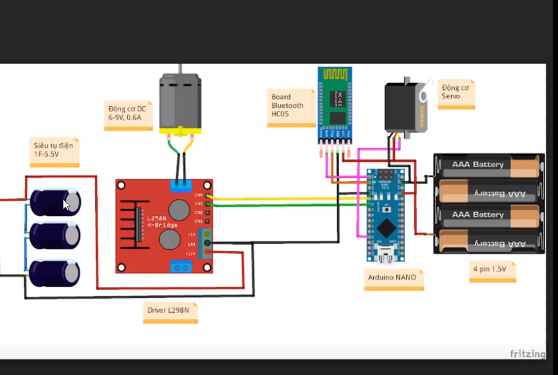 Động cơ DC
6-9V, 0.6A
Board
Bluetooth
HC05
Động cơ
Servo
Siêu tụ điện
1F-5.5V
HC-05
L298N
H-Bridge
AAA Battery
AAA Battery
AAA Battery
AAA Battery
Arduino NANO
4 pin 1.5V
Driver L298N
fritzing